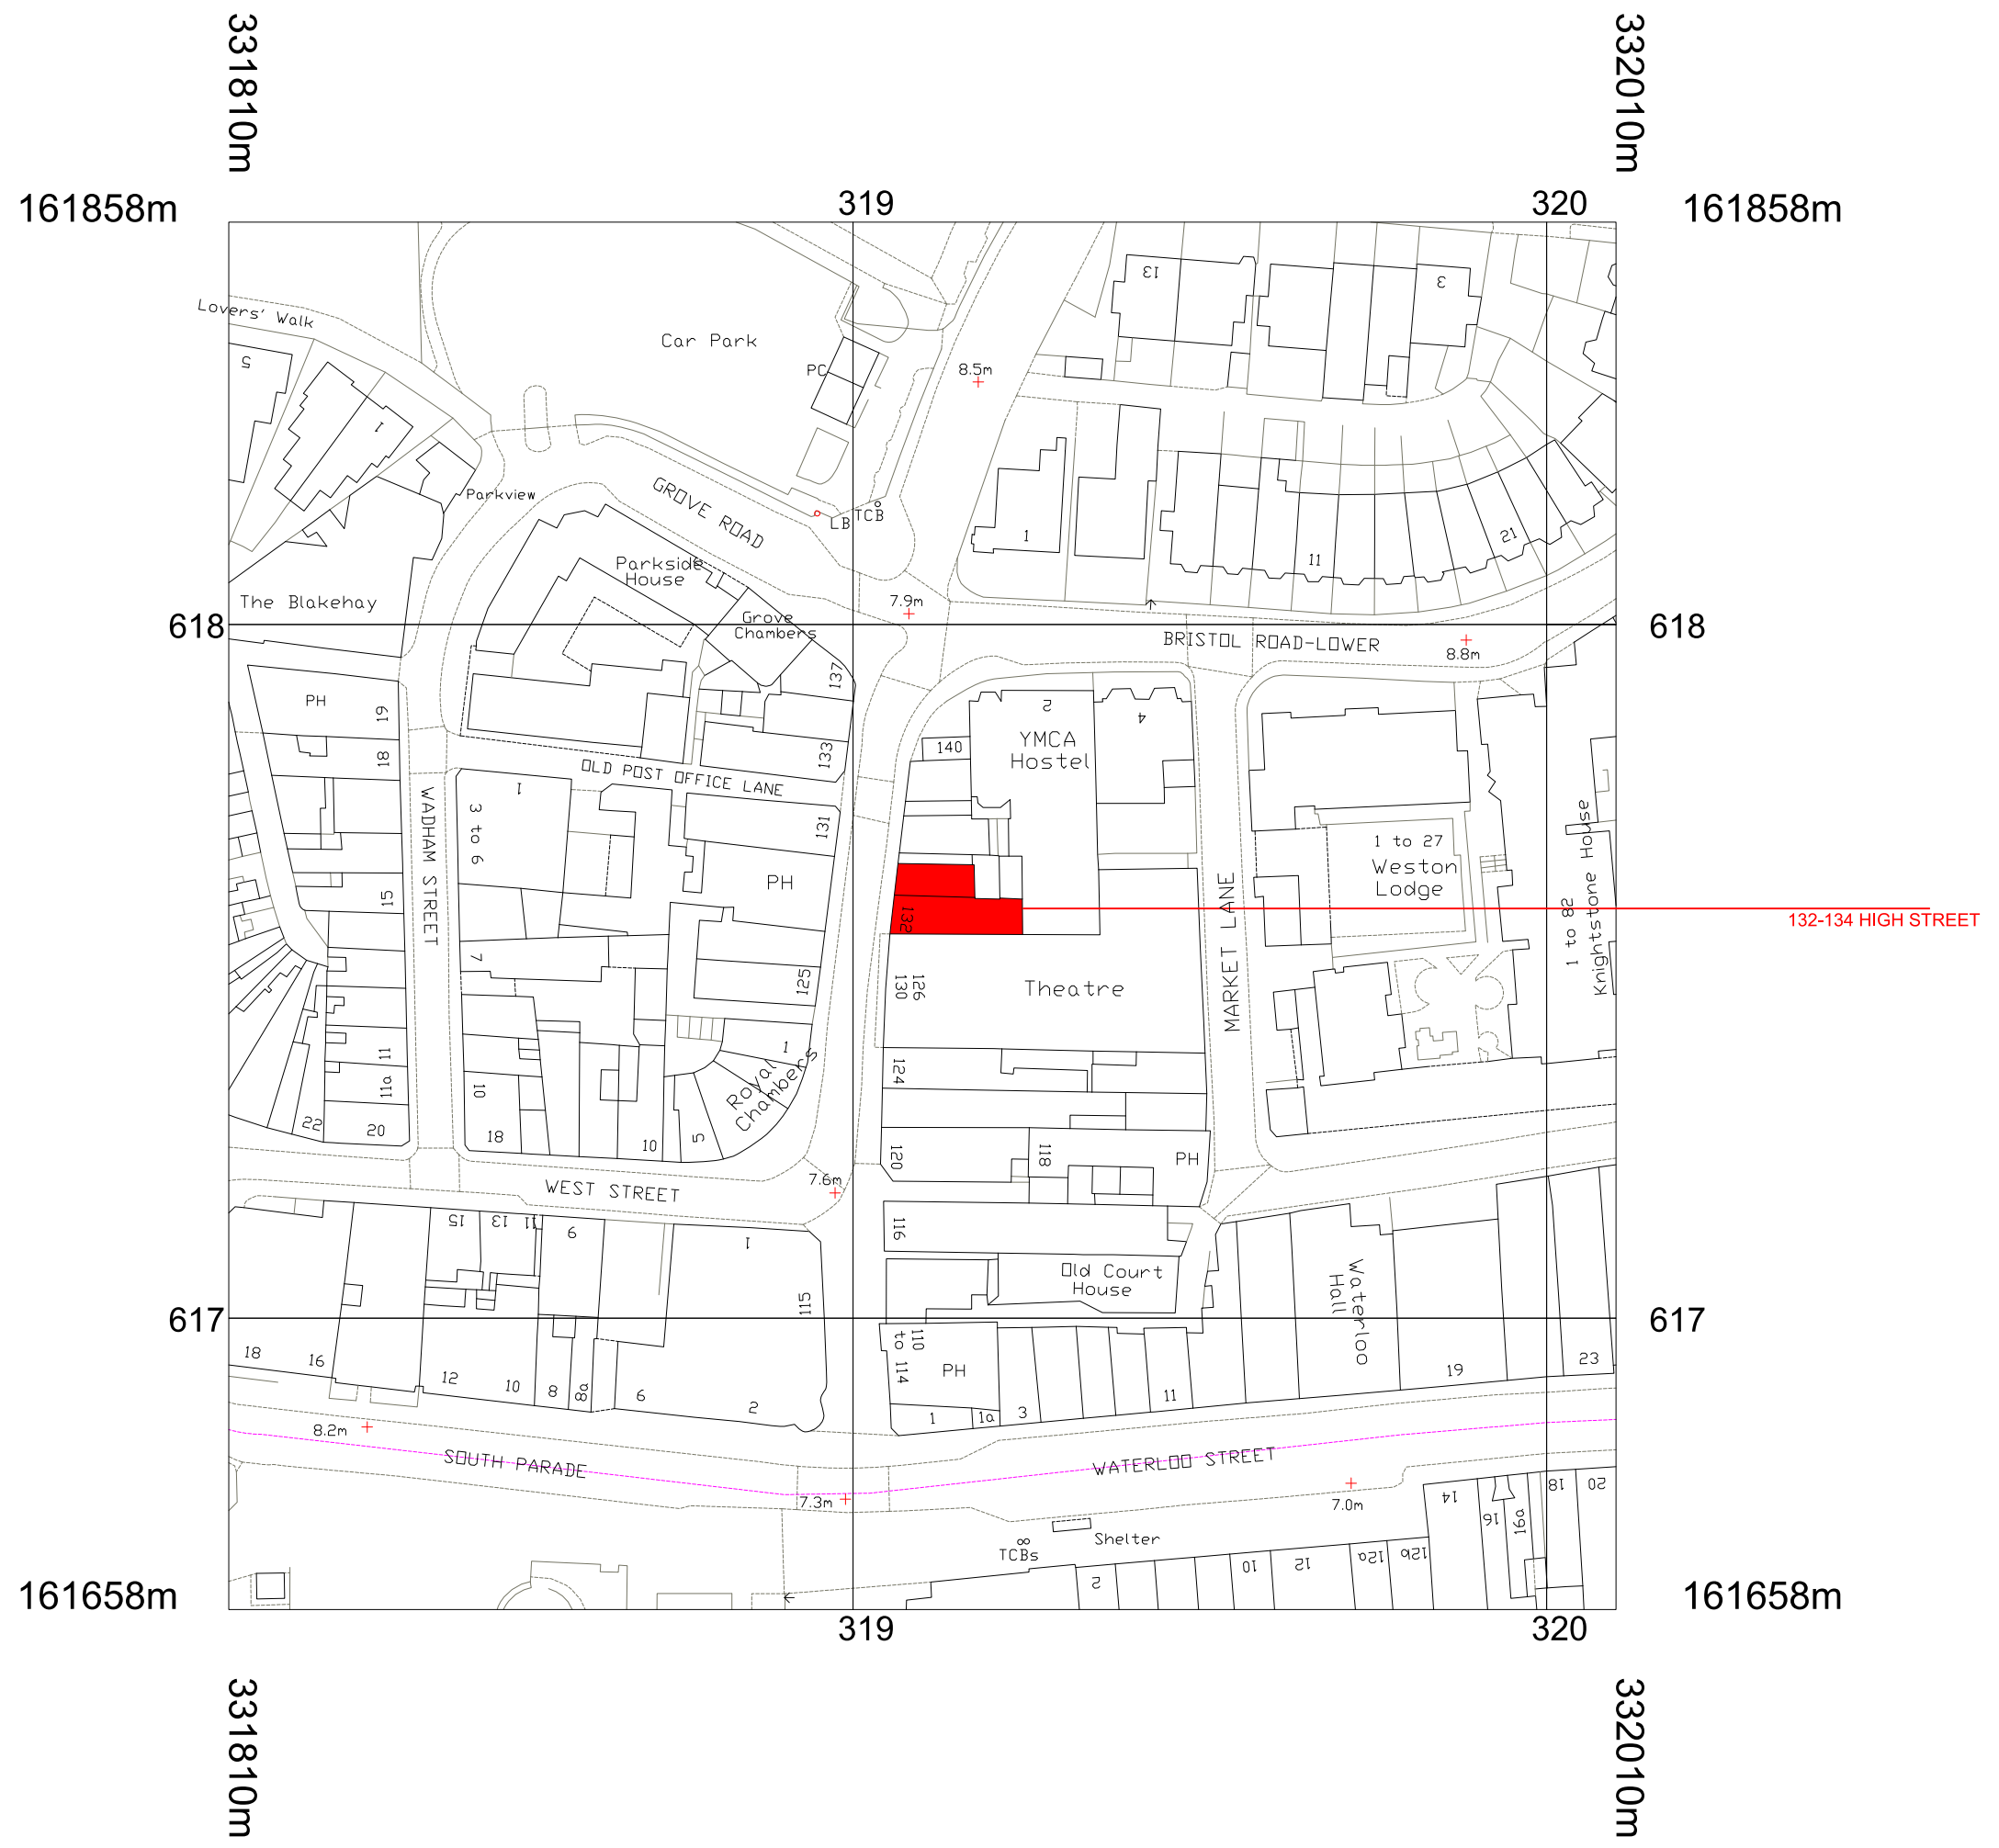 331810m
332010m
161858m
319
320
161858m
Lovers' Walk
Car Park
PC
8.5m
13
3
5
1
Parkview
GROVE ROAD
LB
TCB
1
11
21
Parkside
House
The Blakehay
Grove
Chambers
7.9m
618
618
BRISTOL ROAD-LOWER
8.8m
137
PH
19
18
133
OLD POST OFFICE LANE
2
4
YMCA
Hostel
140
WADHAM STREET
1
3 to 6
131
PH
15
1 to 27
Weston
Lodge
Knightstone House
1 to 82
132
132-134 HIGH STREET
MARKET LANE
7
125
126
130
Theatre
11
11a
10
1
Royal
Chambers
124
22
20
18
10
5
120
118
PH
7.6m
WEST STREET
15
13
11
9
1
116
Old Court
House
Waterloo
Hall
115
617
617
110
to
114
PH
18
16
12
10
8
8a
6
2
1
1a
3
11
19
23
8.2m
SOUTH PARADE
WATERLOO STREET
7.3m
7.0m
TCBs
Shelter
2
10
12
12a
12b
14
16
16a
18
20
161658m
319
320
161658m
331810m
332010m